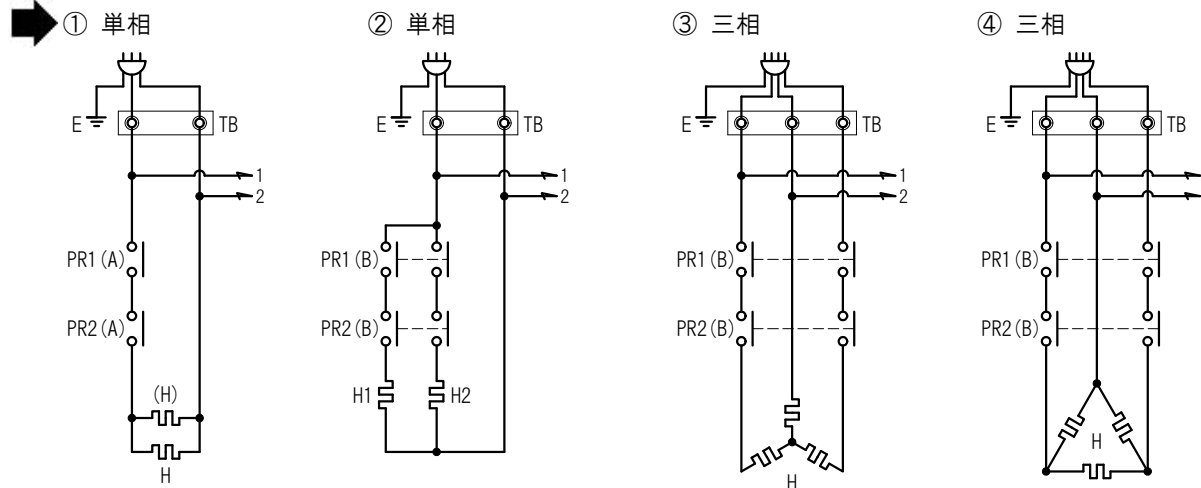 ① 単相
E
TB
1
2
PR1(A)
PR2(A)
(H)
H
② 単相
E
TB
1
2
PR1(B)
PR2(B)
H1
H2
③ 三相
E
TB
1
2
PR1(B)
PR2(B)
H
④ 三相
E
TB
PR1(B)
PR2(B)
H